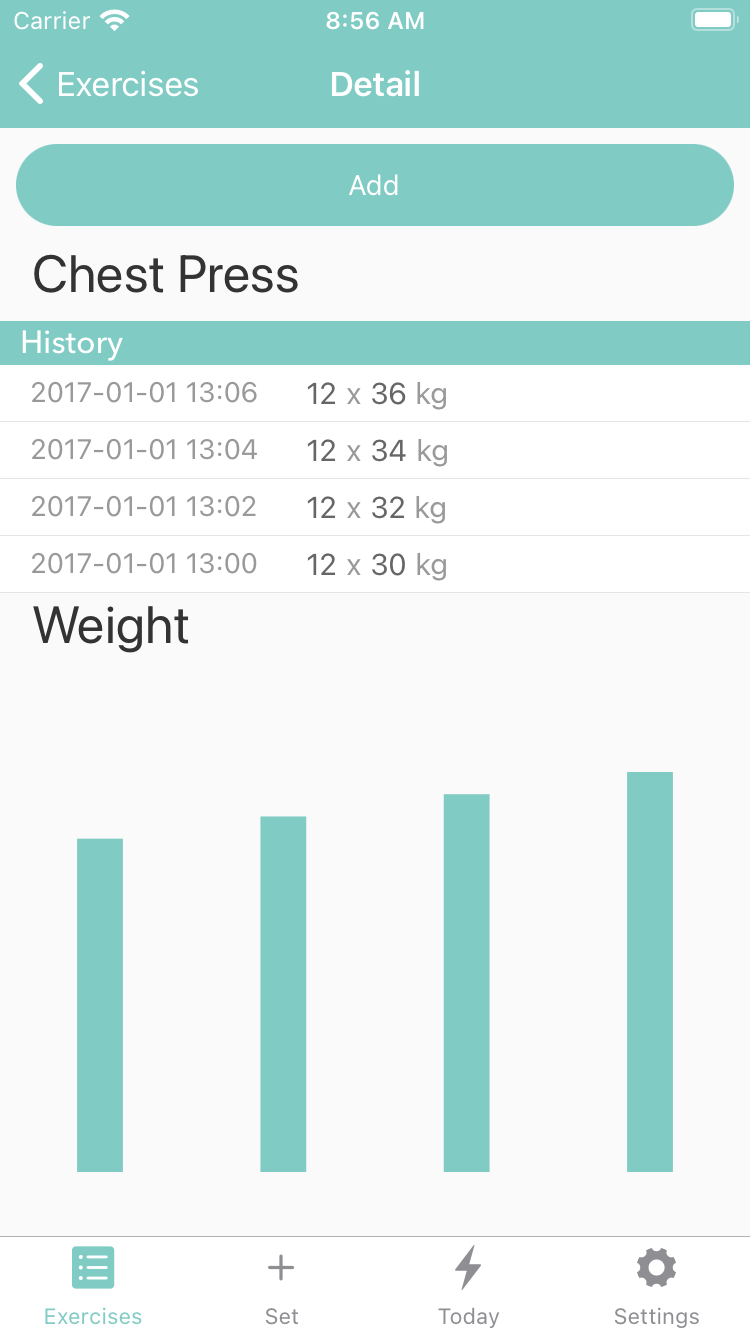 Carrier 8:56 AM
Exercises Detail
Add
Chest Press
History
2017-01-01 13:06 12 x 36 kg
2017-01-01 13:04 12 x 34 kg
2017-01-01 13:02 12 x 32 kg
2017-01-01 13:00 12 x 30 kg
Weight
Exercises Set Today Settings